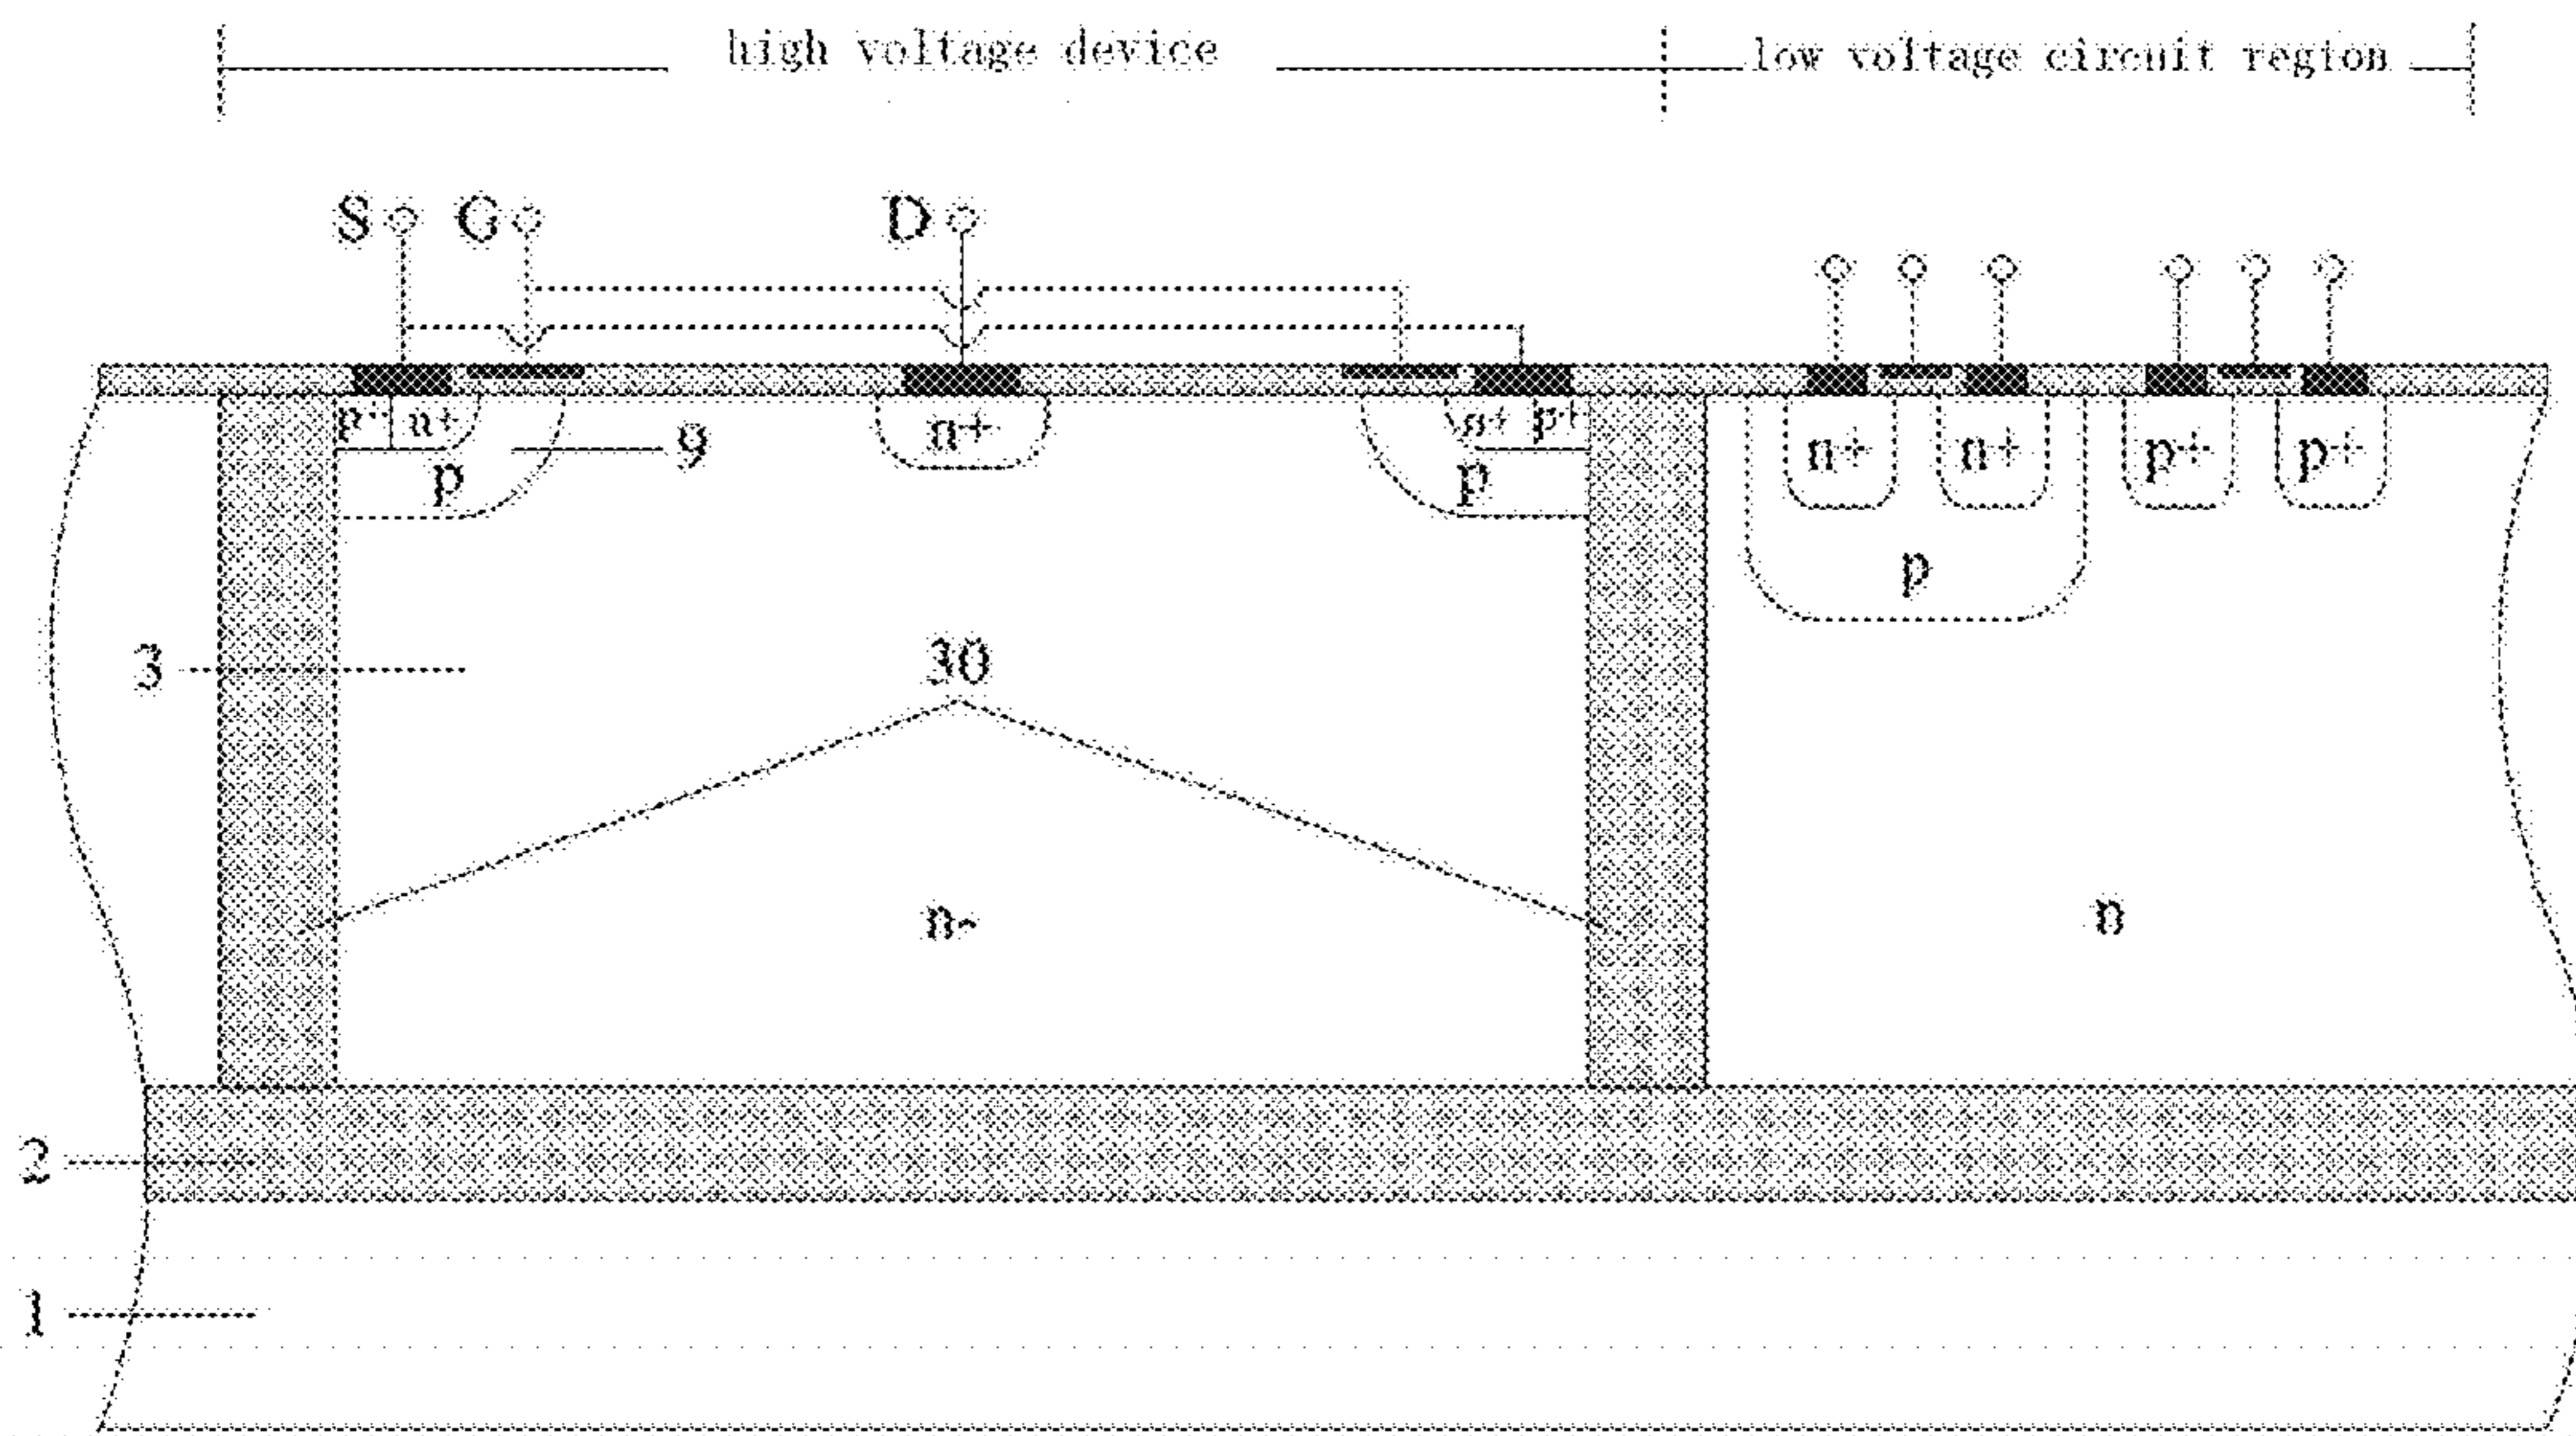 high voltage device low voltage circuit region
S G D
p+ n+ 9 n+ n+ p+ n+ n+ p+ p+
p p
p
3 30
n- n
2
1